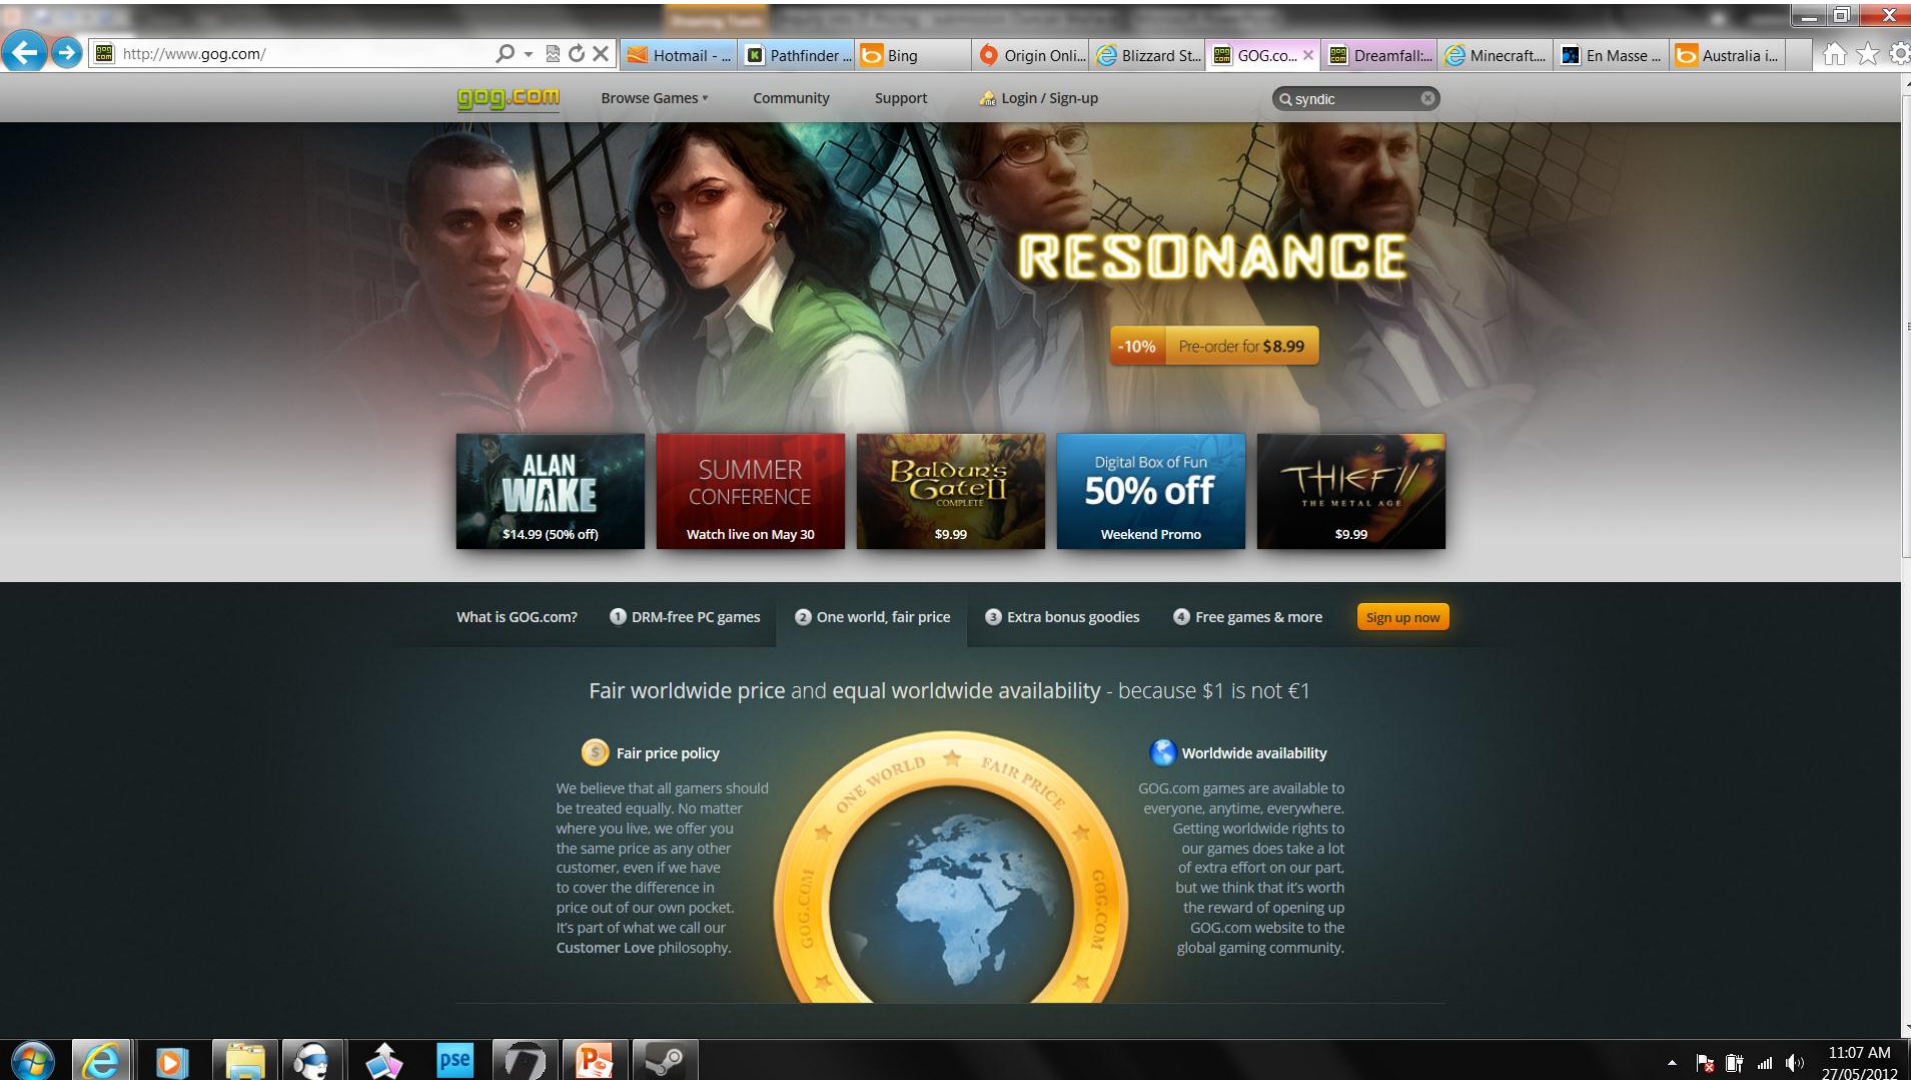 http://www.gog.com/
Hotmail - ...
Pathfinder ...
Bing
Origin Onli...
Blizzard St...
GOG.co...
Dreamfall:...
Minecraft....
En Masse ...
Australia i...
gog.com
Browse Games
Community
Support
Login / Sign-up
syndic
RESONANCE
-10% Pre-order for $8.99
ALAN
WAKE
$14.99 (50% off)
SUMMER
CONFERENCE
Watch live on May 30
Baldur's
Gate II
COMPLETE
$9.99
Digital Box of Fun
50% off
Weekend Promo
THIEF II
THE METAL AGE
$9.99
What is GOG.com?
1 DRM-free PC games
2 One world, fair price
3 Extra bonus goodies
4 Free games & more
Sign up now
Fair worldwide price and equal worldwide availability - because $1 is not €1
Fair price policy
We believe that all gamers should
be treated equally. No matter
where you live, we offer you
the same price as any other
customer, even if we have
to cover the difference in
price out of our own pocket.
It's part of what we call our
Customer Love philosophy.
ONE WORLD
FAIR PRICE
GOG.COM
GOG.COM
Worldwide availability
GOG.com games are available to
everyone, anytime, everywhere.
Getting worldwide rights to
our games does take a lot
of extra effort on our part,
but we think that it's worth
the reward of opening up
GOG.com website to the
global gaming community.
pse
11:07 AM
27/05/2012